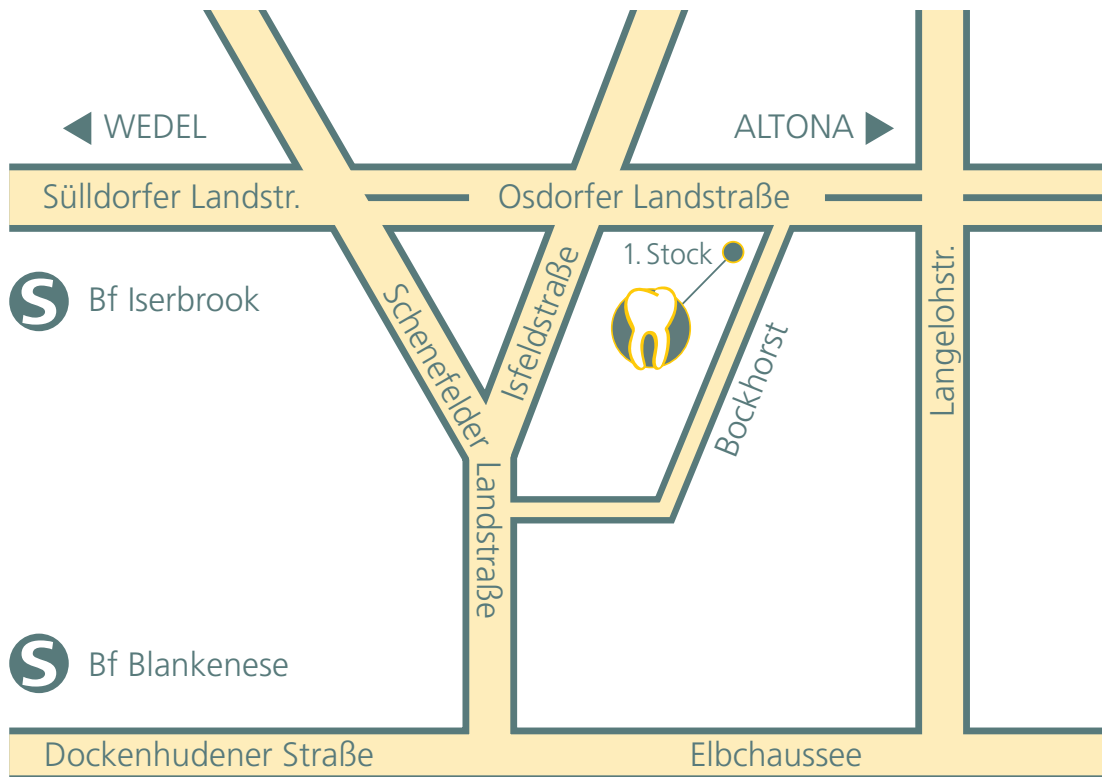 WEDEL
ALTONA
Sülldorfer Landstr.
Osdorfer Landstraße
1. Stock
S
Bf Iserbrook
Schenefelder
Landstraße
Isfeldstraße
Bockhorst
Langelohstr.
S
Bf Blankenese
Dockenhudener Straße
Elbchaussee